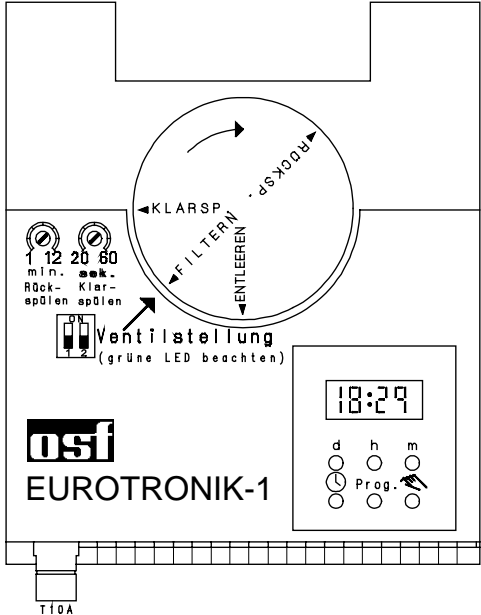 RÜCKSP.
KLARSP.
FILTERN
ENTLEEREN
1 12 20 60
min. sek.
Rück- Klar-
spülen spülen
ON
1 2
Ventilstellung
(grüne LED beachten)
18:29
d h m
Prog.
osf
EUROTRONIK-1
T10A